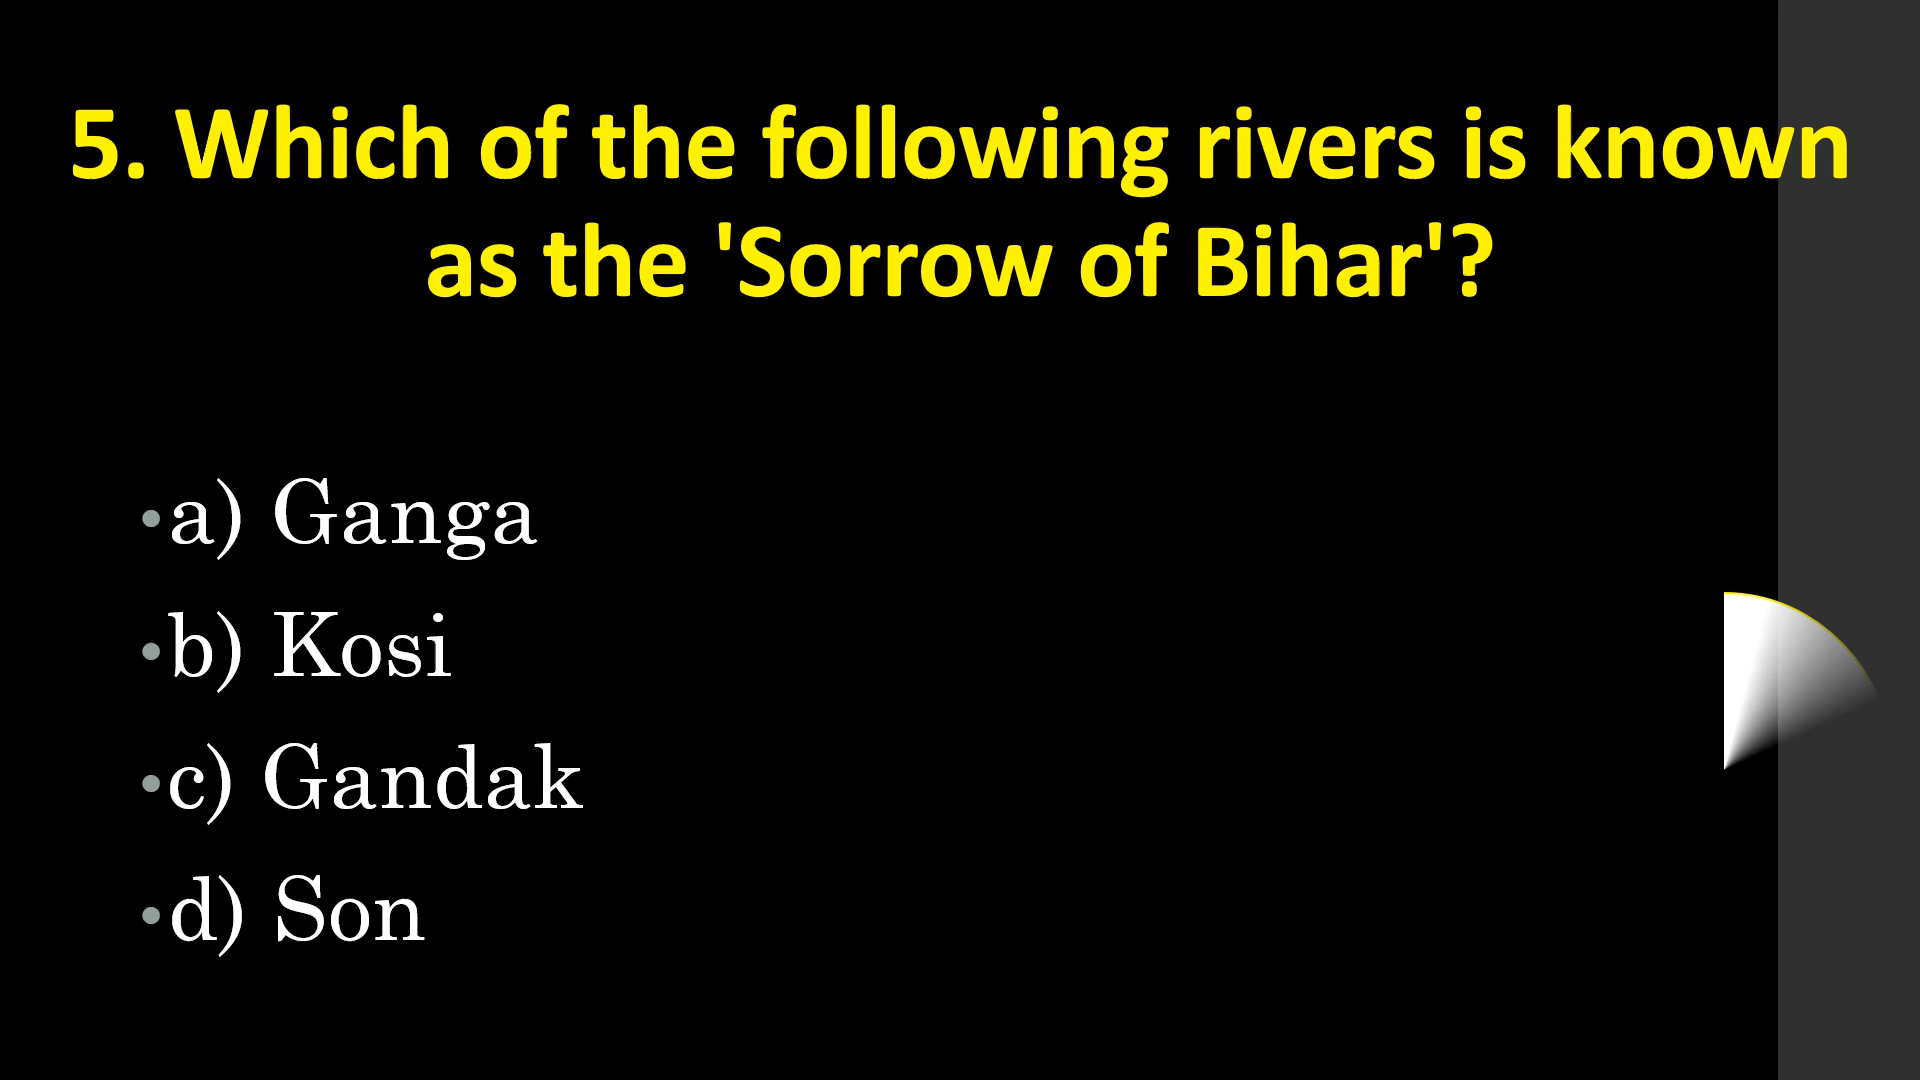 5. Which of the following rivers is known
as the 'Sorrow of Bihar'?
•a) Ganga
•b) Kosi
•c) Gandak
•d) Son